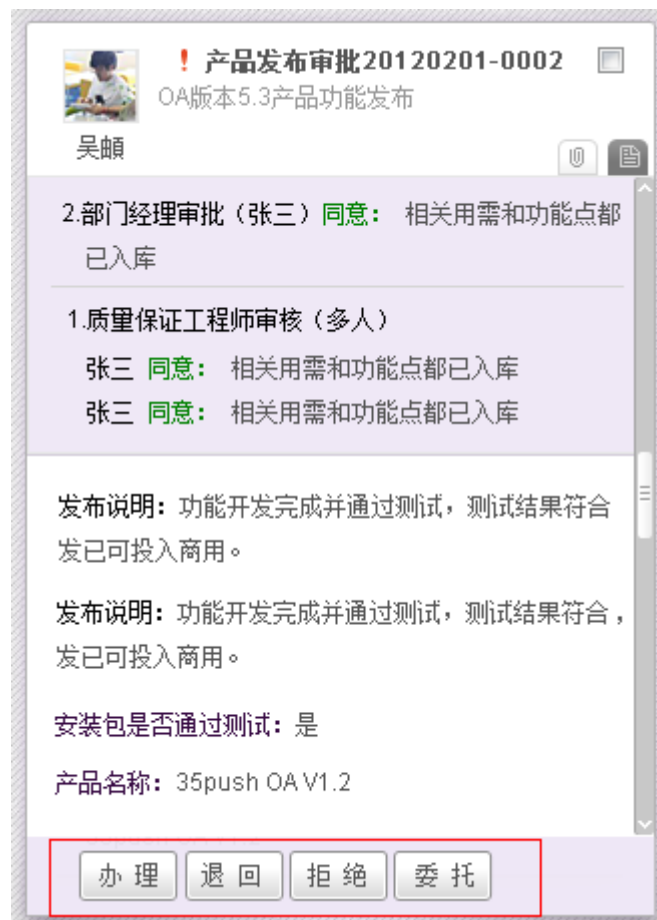 ! 产品发布审批20120201-0002
OA版本5.3产品功能发布
吴頔
2.部门经理审批（张三）同意： 相关用需和功能点都
已入库
1.质量保证工程师审核（多人）
张三 同意： 相关用需和功能点都已入库
张三 同意： 相关用需和功能点都已入库
发布说明：功能开发完成并通过测试，测试结果符合
发已可投入商用。
发布说明：功能开发完成并通过测试，测试结果符合，
发已可投入商用。
安装包是否通过测试：是
产品名称：35push OA V1.2
办 理 退 回 拒 绝 委 托